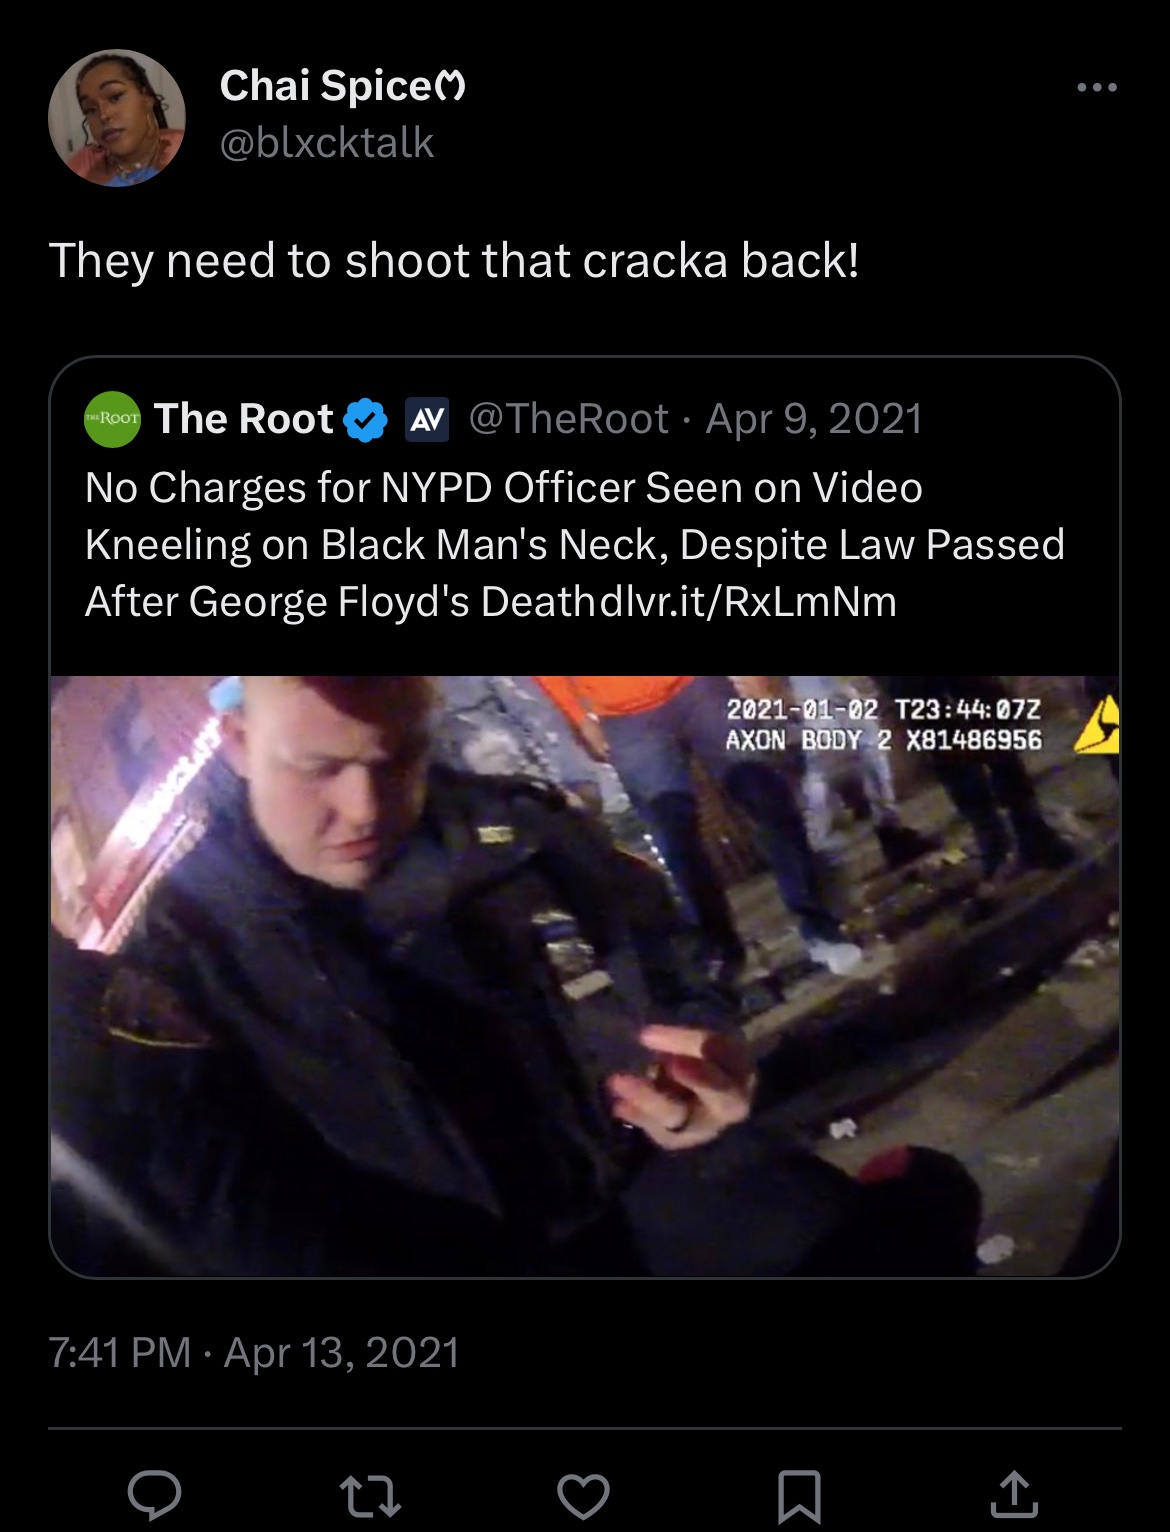 Chai Spiceෆ
@blxcktalk
They need to shoot that cracka back!
THE ROOT
The Root AV @TheRoot · Apr 9, 2021
No Charges for NYPD Officer Seen on Video
Kneeling on Black Man's Neck, Despite Law Passed
After George Floyd's Deathdlvr.it/RxLmNm
2021-01-02 T23:44:07Z
AXON BODY 2 X81486956
7:41 PM · Apr 13, 2021